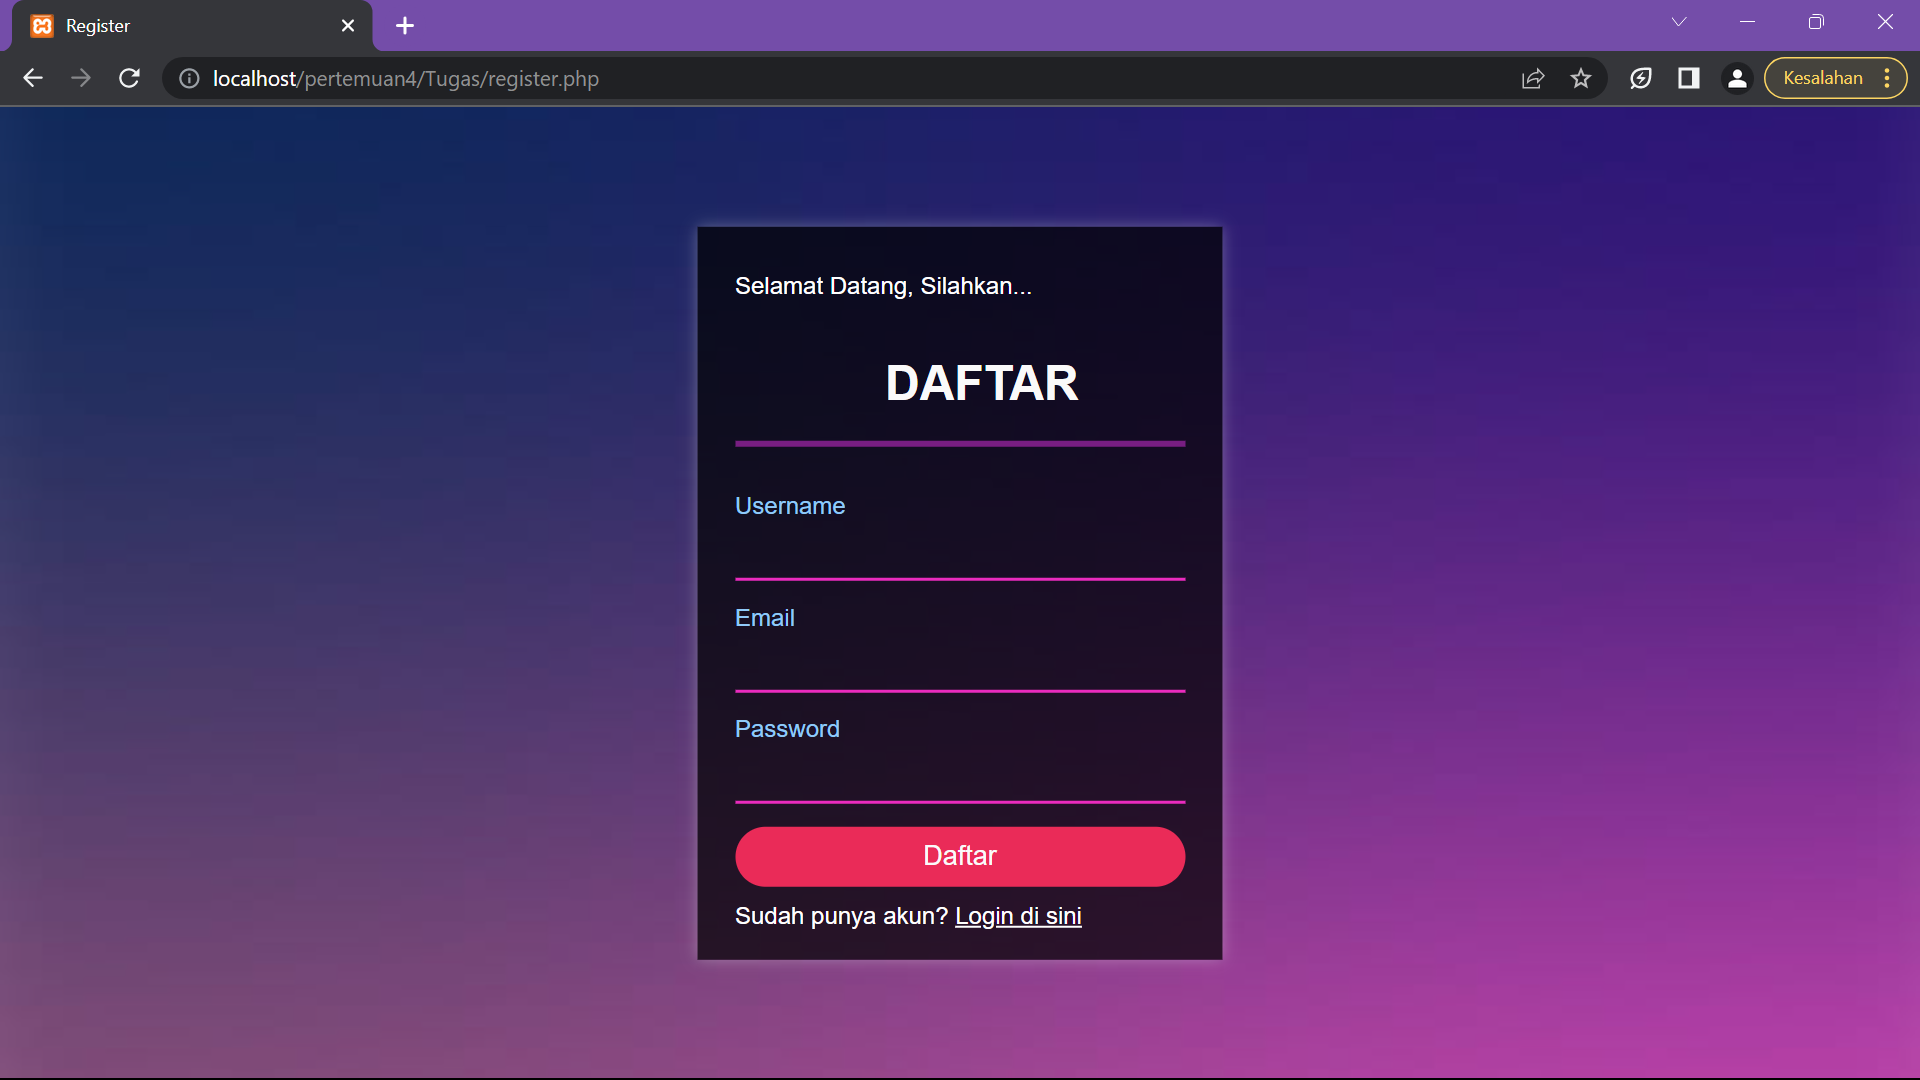 Register
localhost/pertemuan4/Tugas/register.php
Kesalahan
Selamat Datang, Silahkan...
DAFTAR
Username
Email
Password
Daftar
Sudah punya akun? Login di sini